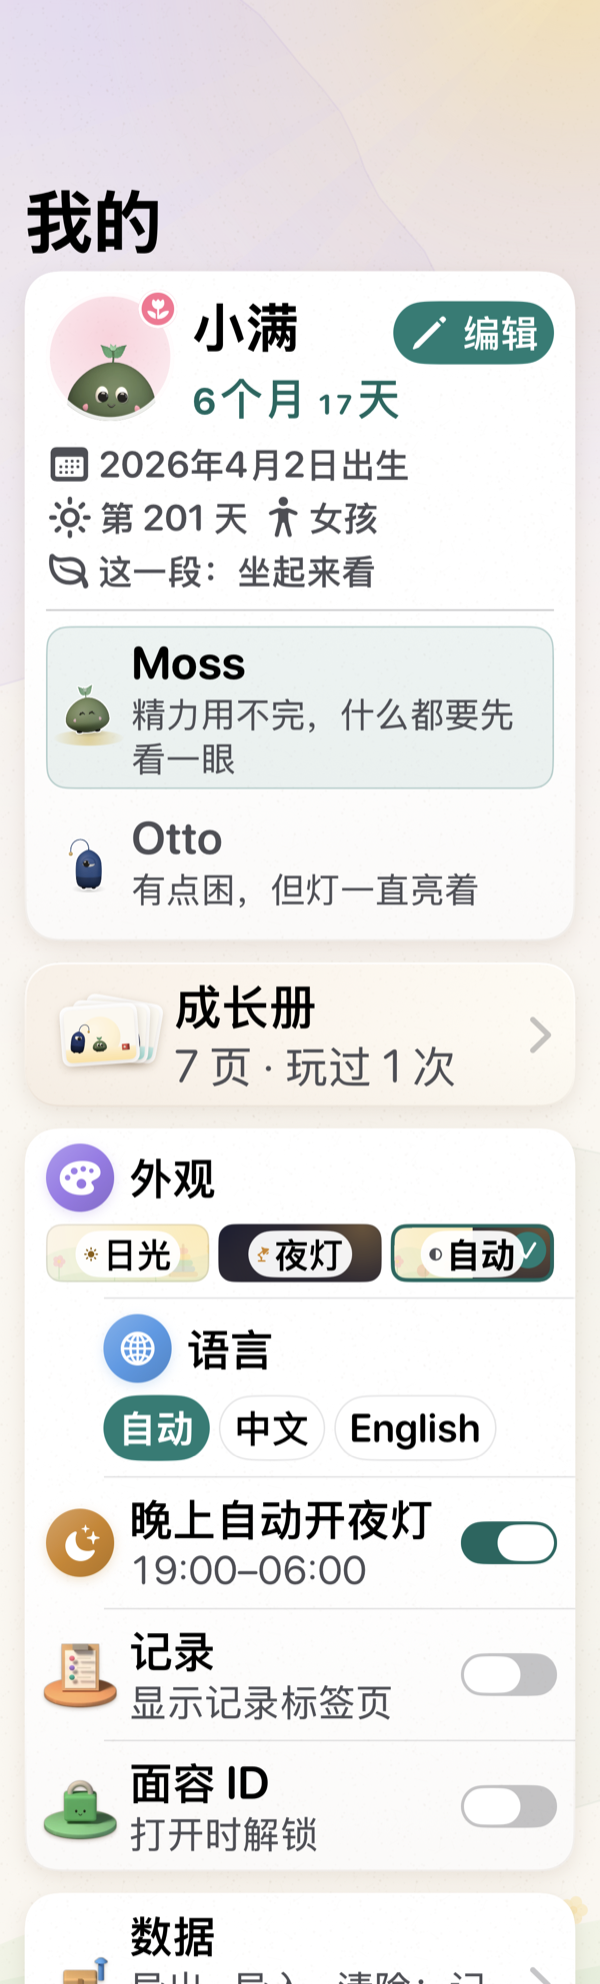 我的
小满
编辑
6个月 17天
2026年4月2日出生
第 201 天 女孩
这一段：坐起来看
Moss
精力用不完，什么都要先
看一眼
Otto
有点困，但灯一直亮着
成长册
7 页 · 玩过 1 次
外观
日光 夜灯 自动
语言
自动 中文 English
晚上自动开夜灯
19:00–06:00
记录
显示记录标签页
面容 ID
打开时解锁
数据